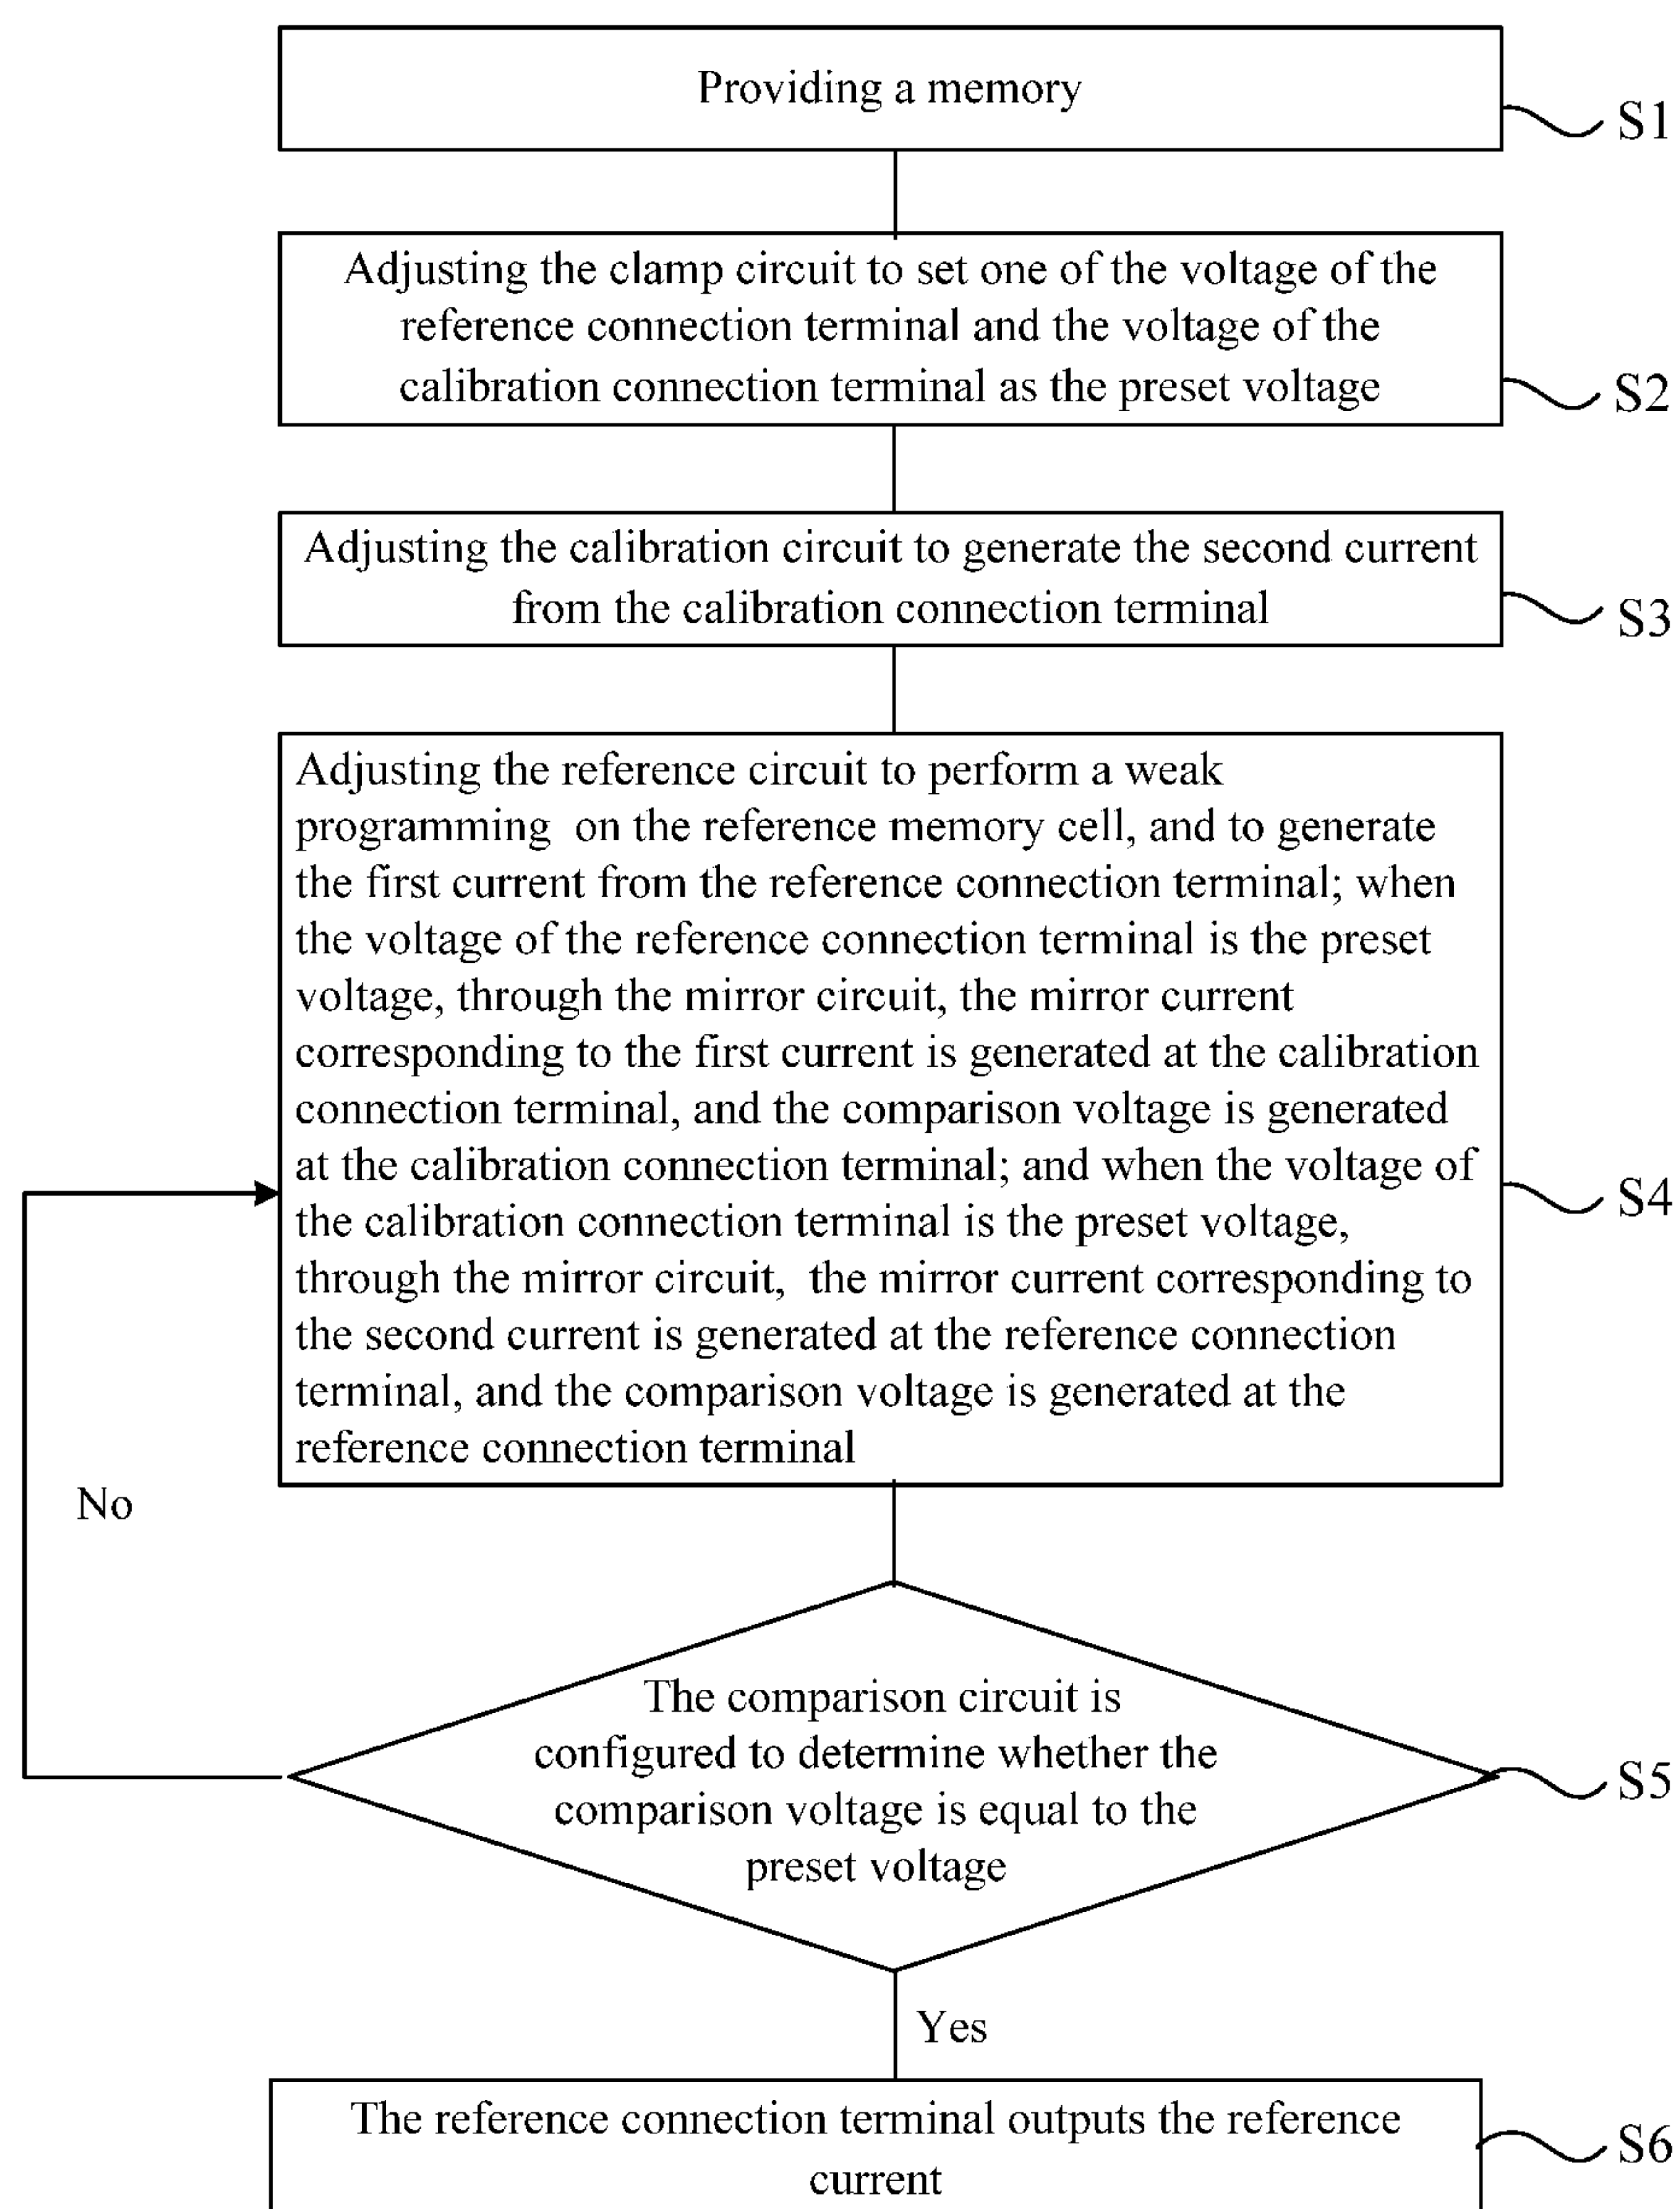 Providing a memory
S1
Adjusting the clamp circuit to set one of the voltage of the
reference connection terminal and the voltage of the
calibration connection terminal as the preset voltage
S2
Adjusting the calibration circuit to generate the second current
from the calibration connection terminal
S3
Adjusting the reference circuit to perform a weak
programming on the reference memory cell, and to generate
the first current from the reference connection terminal; when
the voltage of the reference connection terminal is the preset
voltage, through the mirror circuit, the mirror current
corresponding to the first current is generated at the calibration
connection terminal, and the comparison voltage is generated
at the calibration connection terminal; and when the voltage of
the calibration connection terminal is the preset voltage,
through the mirror circuit, the mirror current corresponding to
the second current is generated at the reference connection
terminal, and the comparison voltage is generated at the
reference connection terminal
S4
No
The comparison circuit is
configured to determine whether the
comparison voltage is equal to the
preset voltage
S5
Yes
The reference connection terminal outputs the reference
current
S6